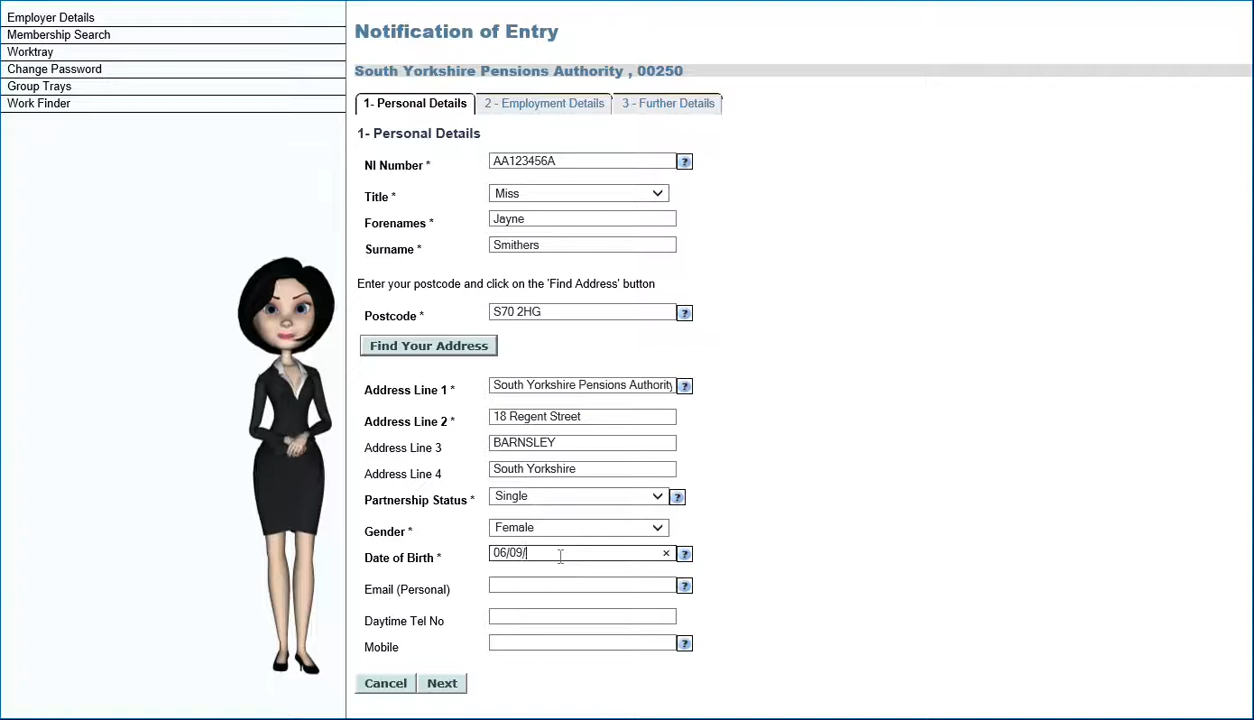 Employer Details
Membership Search
Worktray
Change Password
Group Trays
Work Finder
Notification of Entry
South Yorkshire Pensions Authority , 00250
1- Personal Details 2 - Employment Details 3 - Further Details
1- Personal Details
NI Number * AA123456A ?
Title * Miss
Forenames * Jayne
Surname * Smithers
Enter your postcode and click on the 'Find Address' button
Postcode * S70 2HG ?
Find Your Address
Address Line 1 * South Yorkshire Pensions Authority ?
Address Line 2 * 18 Regent Street
Address Line 3 BARNSLEY
Address Line 4 South Yorkshire
Partnership Status * Single ?
Gender * Female
Date of Birth * 06/09/ × ?
Email (Personal) ?
Daytime Tel No
Mobile ?
Cancel Next